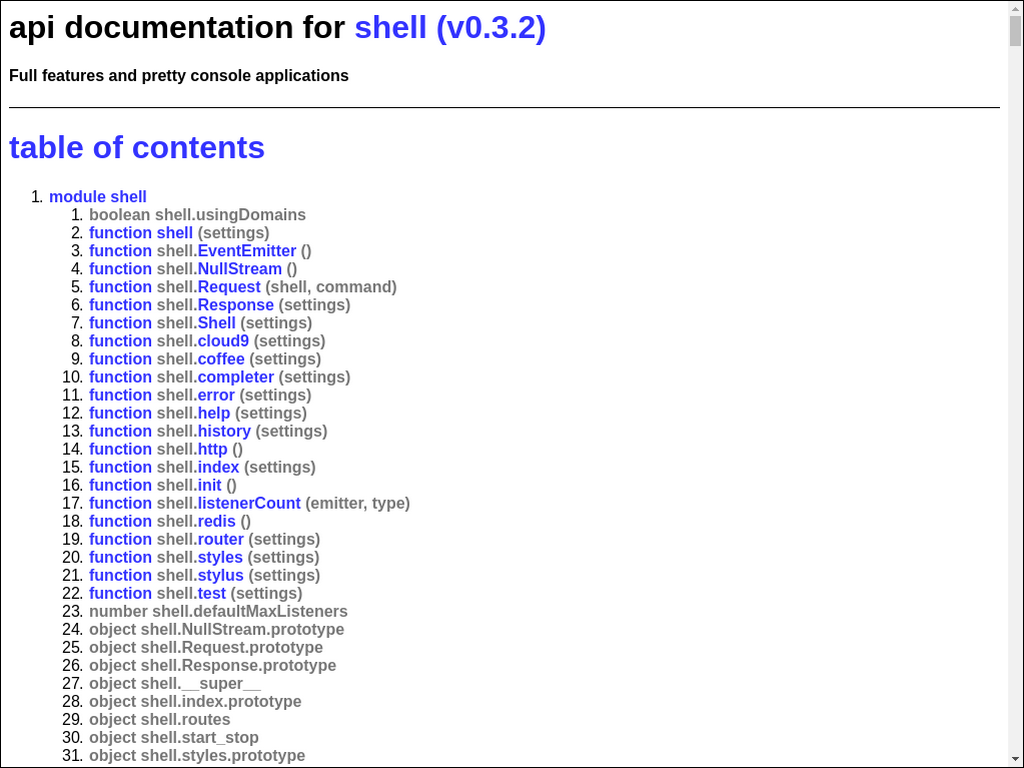 api documentation for shell (v0.3.2)
Full features and pretty console applications
table of contents
1. module shell
1. boolean shell.usingDomains
2. function shell (settings)
3. function shell.EventEmitter ()
4. function shell.NullStream ()
5. function shell.Request (shell, command)
6. function shell.Response (settings)
7. function shell.Shell (settings)
8. function shell.cloud9 (settings)
9. function shell.coffee (settings)
10. function shell.completer (settings)
11. function shell.error (settings)
12. function shell.help (settings)
13. function shell.history (settings)
14. function shell.http ()
15. function shell.index (settings)
16. function shell.init ()
17. function shell.listenerCount (emitter, type)
18. function shell.redis ()
19. function shell.router (settings)
20. function shell.styles (settings)
21. function shell.stylus (settings)
22. function shell.test (settings)
23. number shell.defaultMaxListeners
24. object shell.NullStream.prototype
25. object shell.Request.prototype
26. object shell.Response.prototype
27. object shell.__super__
28. object shell.index.prototype
29. object shell.routes
30. object shell.start_stop
31. object shell.styles.prototype